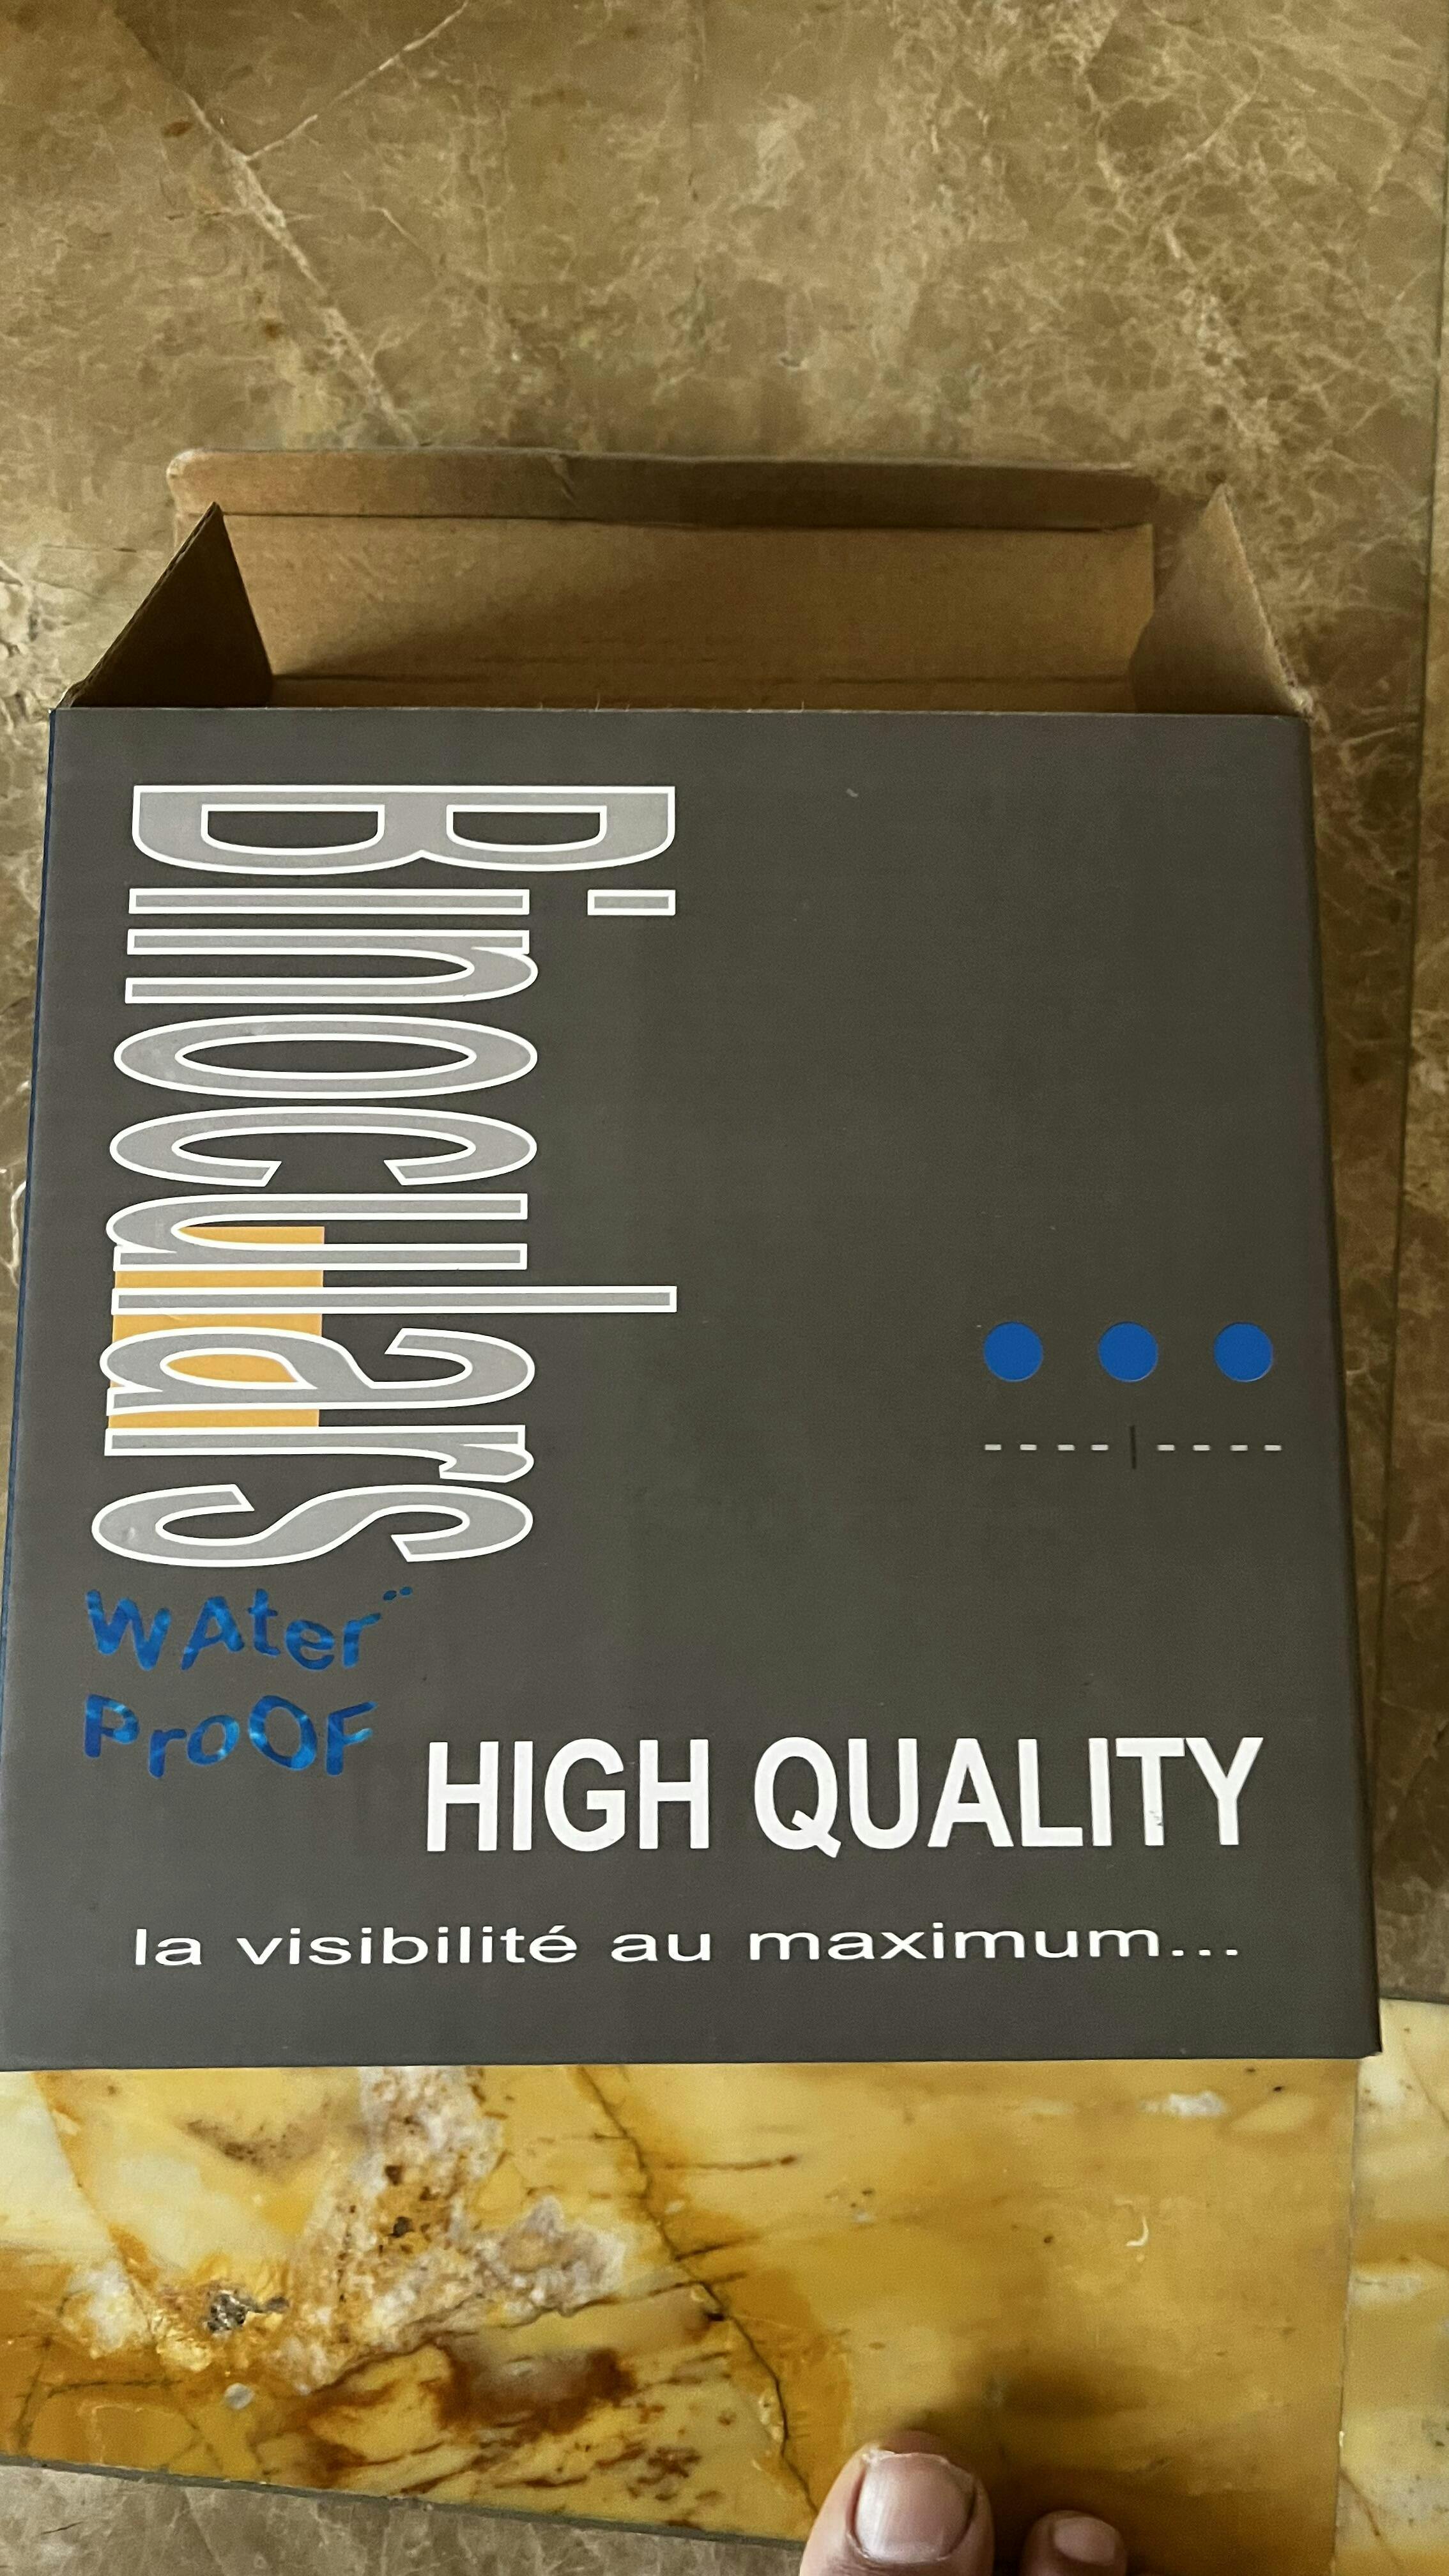 Binoculars
WAter
ProOF
HIGH QUALITY
la visibilité au maximum...